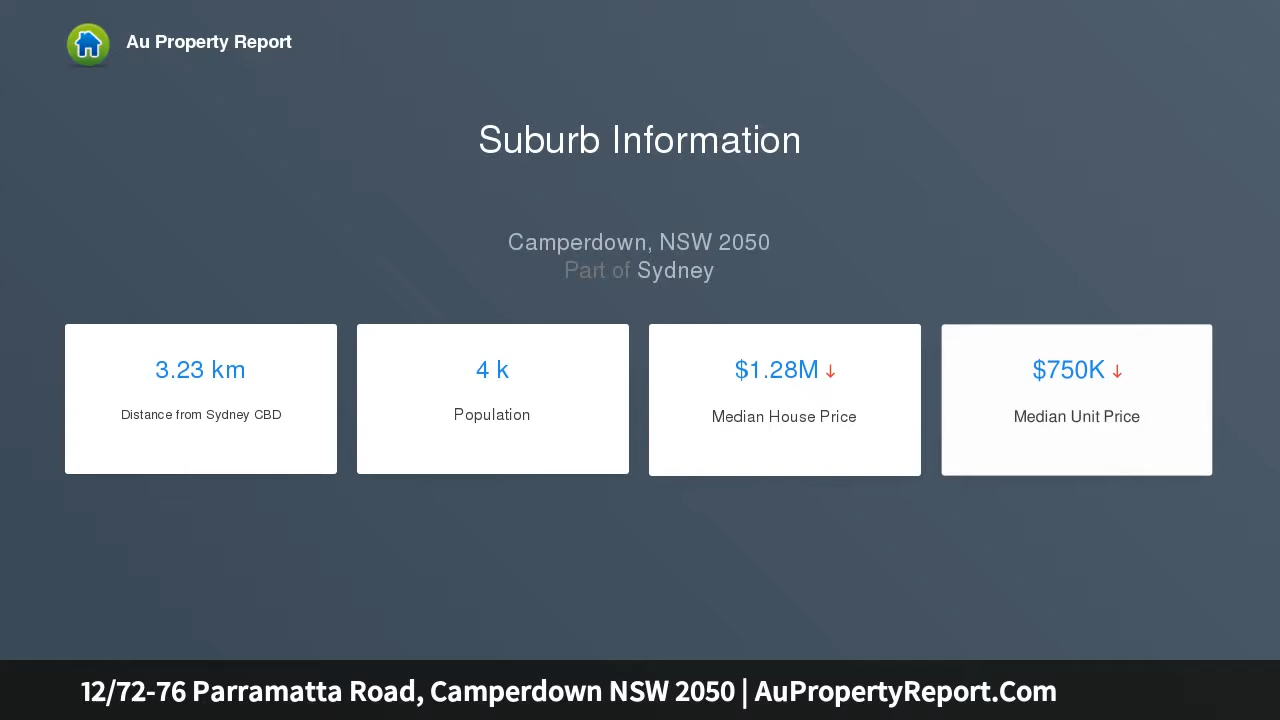 Au Property Report
Suburb Information
Camperdown, NSW 2050
Part of Sydney
3.23 km
Distance from Sydney CBD
4 k
Population
$1.28M ↓
Median House Price
$750K ↓
Median Unit Price
12/72-76 Parramatta Road, Camperdown NSW 2050 | AuPropertyReport.Com